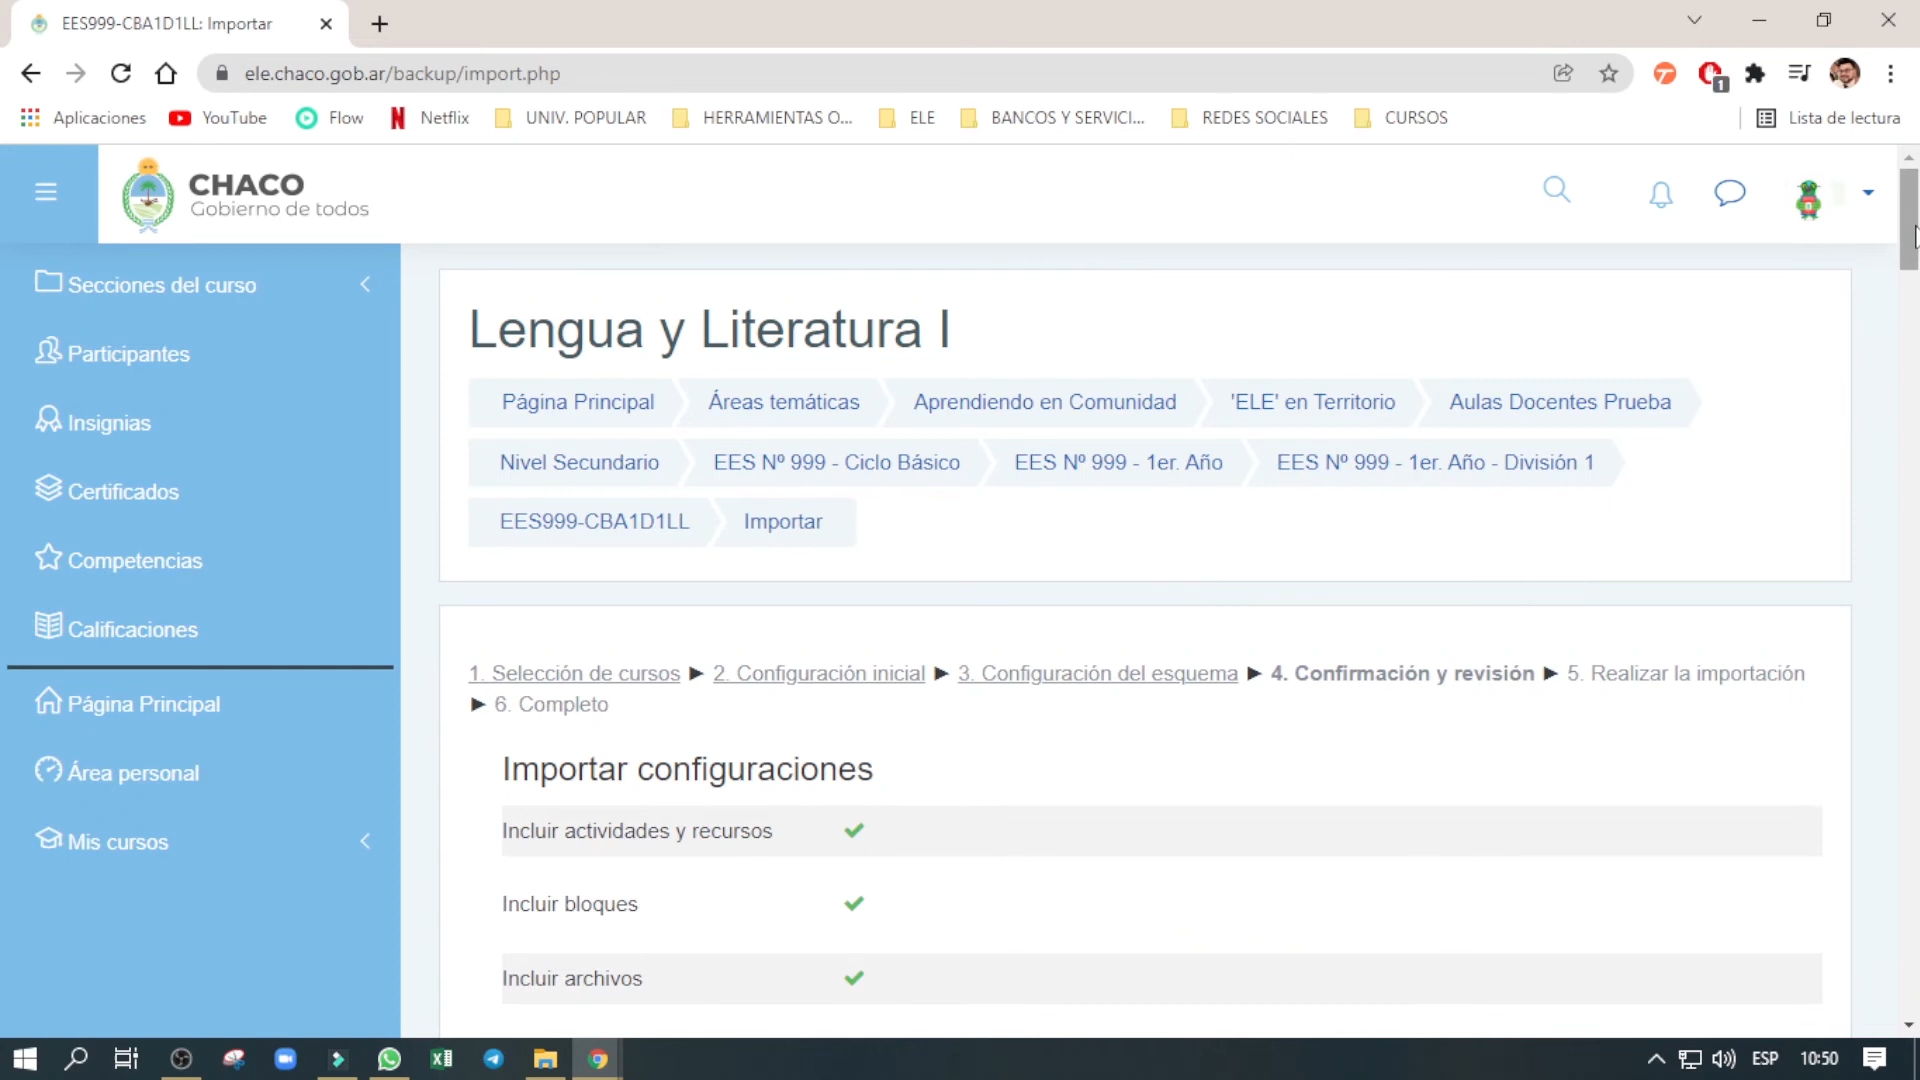 EES999-CBA1D1LL: Importar
ele.chaco.gob.ar/backup/import.php
1
Aplicaciones YouTube Flow Netflix UNIV. POPULAR HERRAMIENTAS O... ELE BANCOS Y SERVICI... REDES SOCIALES CURSOS Lista de lectura
CHACO
Gobierno de todos
Secciones del curso
Participantes
Insignias
Certificados
Competencias
Calificaciones
Página Principal
Área personal
Mis cursos
Lengua y Literatura I
Página Principal Áreas temáticas Aprendiendo en Comunidad 'ELE' en Territorio Aulas Docentes Prueba
Nivel Secundario EES Nº 999 - Ciclo Básico EES Nº 999 - 1er. Año EES Nº 999 - 1er. Año - División 1
EES999-CBA1D1LL Importar
1. Selección de cursos ► 2. Configuración inicial ► 3. Configuración del esquema ► 4. Confirmación y revisión ► 5. Realizar la importación
► 6. Completo
Importar configuraciones
Incluir actividades y recursos
Incluir bloques
Incluir archivos
ESP 10:50